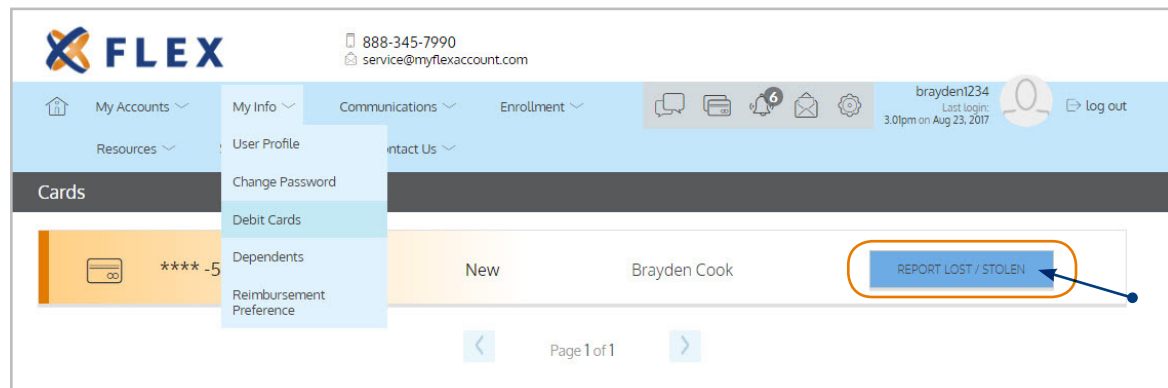 FLEX
888-345-7990
service@myflexaccount.com
My Accounts
My Info
Communications
Enrollment
6
brayden1234
Last login:
3.01pm on Aug 23, 2017
log out
Resources
Contact Us
User Profile
Change Password
Debit Cards
Dependents
Reimbursement
Preference
Cards
**** -5
New
Brayden Cook
REPORT LOST / STOLEN
Page 1 of 1